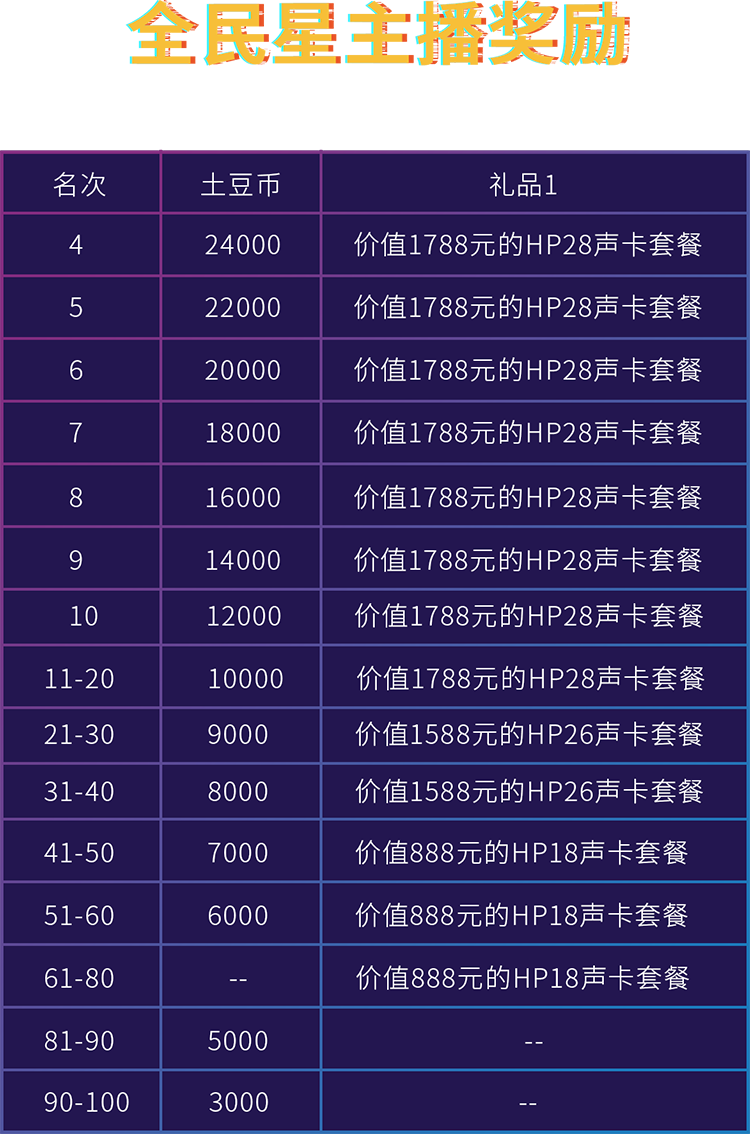 全民星主播奖励
名次 土豆币 礼品1
4 24000 价值1788元的HP28声卡套餐
5 22000 价值1788元的HP28声卡套餐
6 20000 价值1788元的HP28声卡套餐
7 18000 价值1788元的HP28声卡套餐
8 16000 价值1788元的HP28声卡套餐
9 14000 价值1788元的HP28声卡套餐
10 12000 价值1788元的HP28声卡套餐
11-20 10000 价值1788元的HP28声卡套餐
21-30 9000 价值1588元的HP26声卡套餐
31-40 8000 价值1588元的HP26声卡套餐
41-50 7000 价值888元的HP18声卡套餐
51-60 6000 价值888元的HP18声卡套餐
61-80 -- 价值888元的HP18声卡套餐
81-90 5000 --
90-100 3000 --